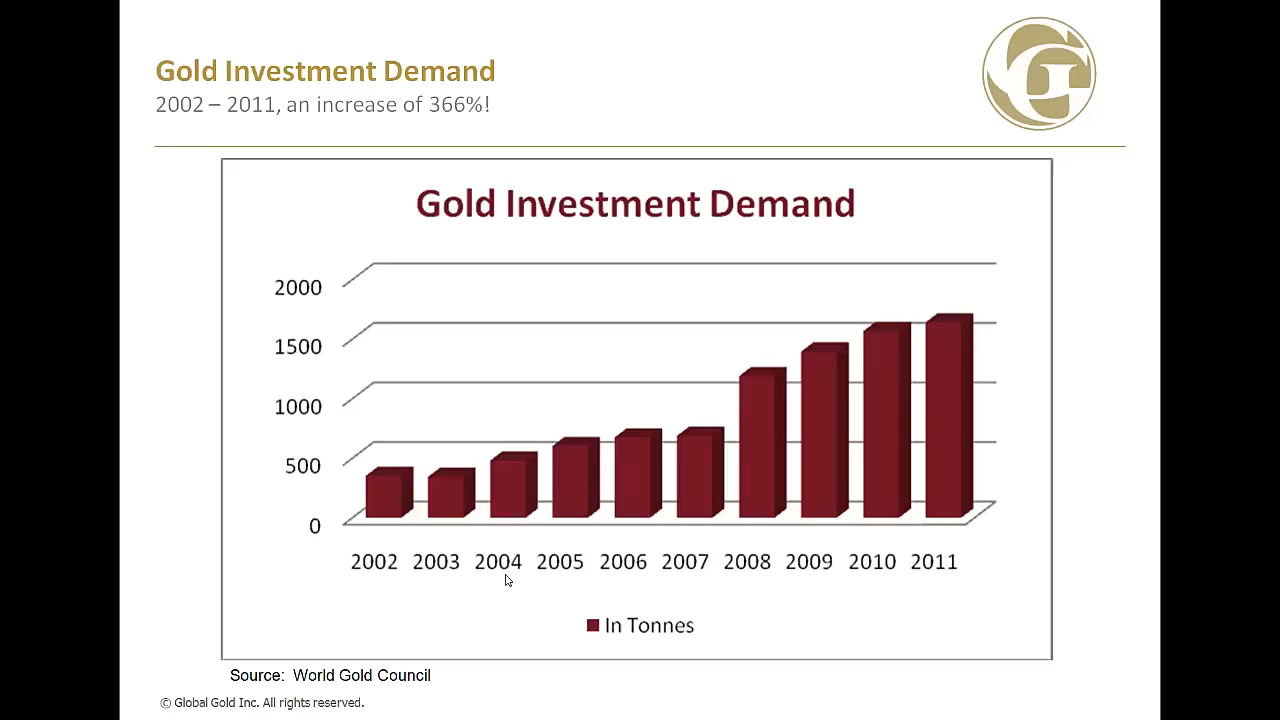 Gold Investment Demand
2002 – 2011, an increase of 366%!
G
Gold Investment Demand
2000
1500
1000
500
0
2002 2003 2004 2005 2006 2007 2008 2009 2010 2011
In Tonnes
Source: World Gold Council
© Global Gold Inc. All rights reserved.